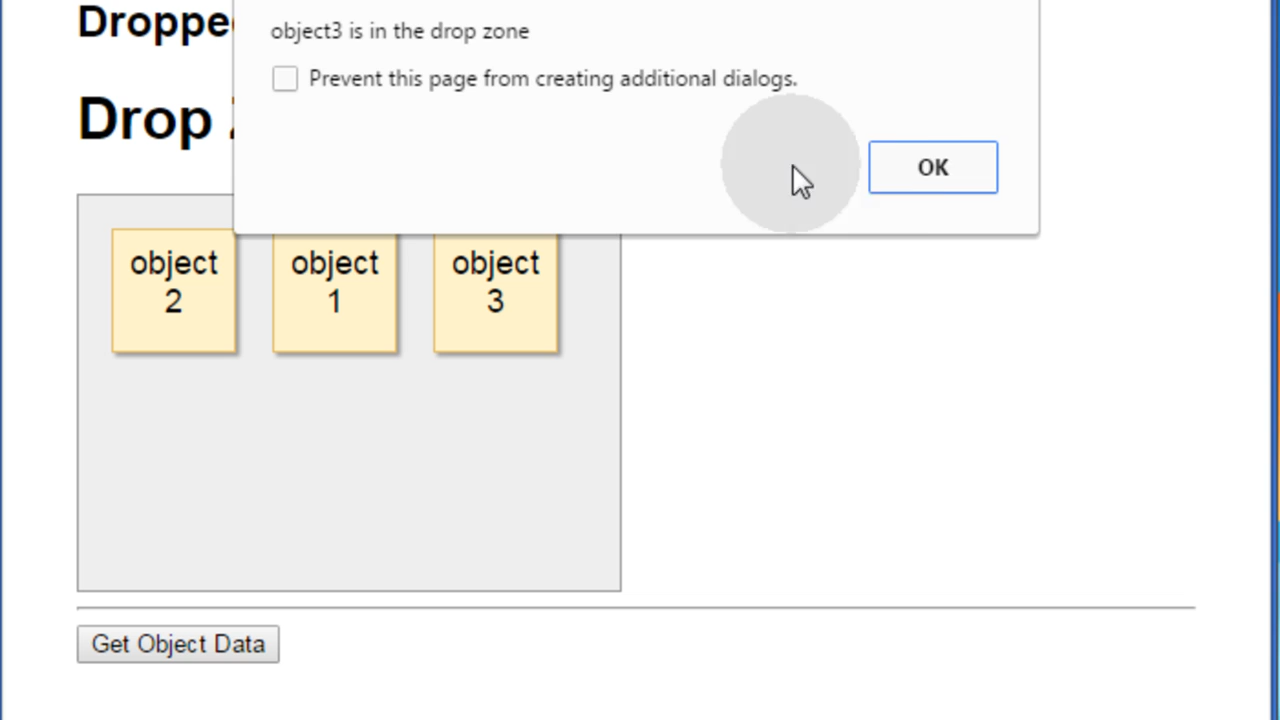 Droppe
object3 is in the drop zone
Prevent this page from creating additional dialogs.
Drop
OK
object
2
object
1
object
3
Get Object Data